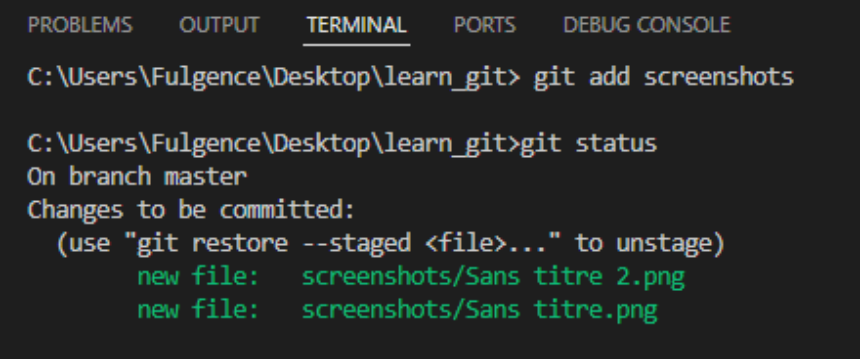 PROBLEMS OUTPUT TERMINAL PORTS DEBUG CONSOLE
C:\Users\Fulgence\Desktop\learn_git> git add screenshots
C:\Users\Fulgence\Desktop\learn_git>git status
On branch master
Changes to be committed:
  (use "git restore --staged <file>..." to unstage)
        new file:   screenshots/Sans titre 2.png
        new file:   screenshots/Sans titre.png